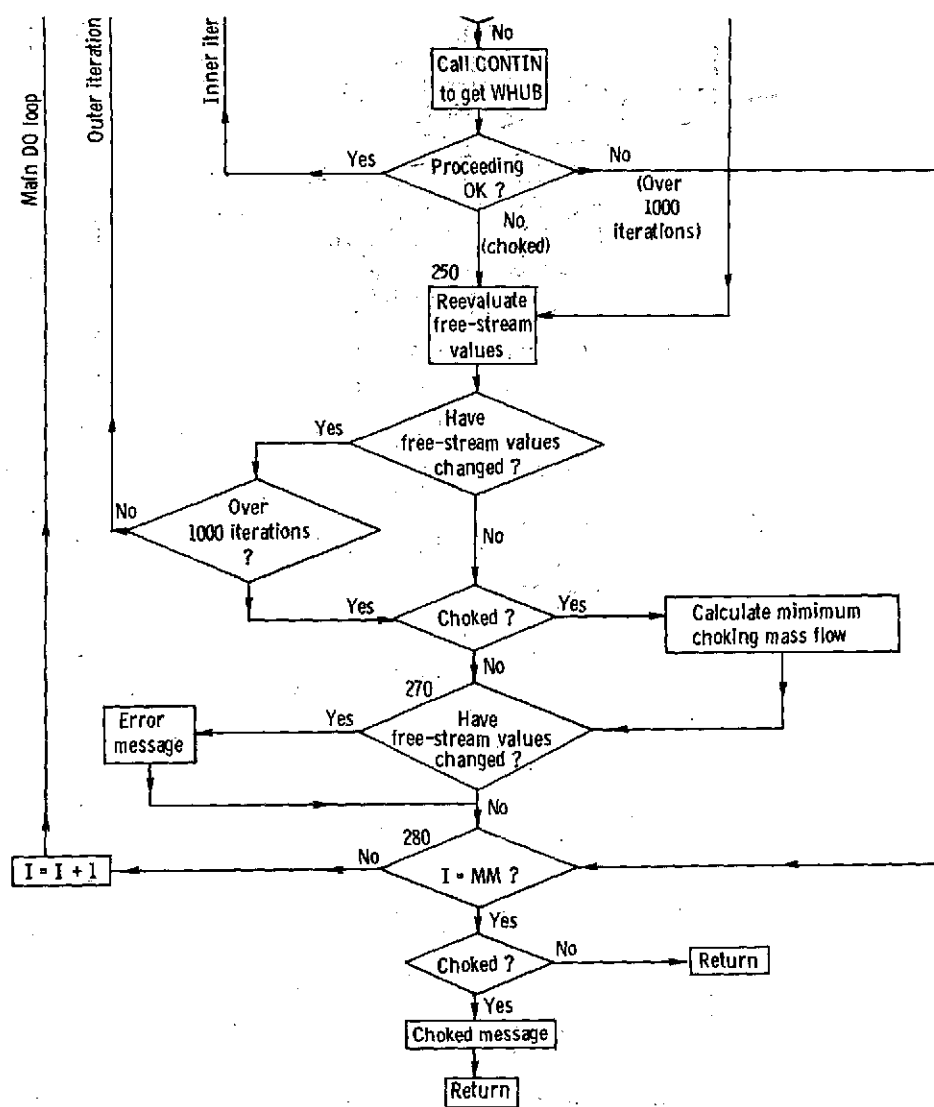 Main DO loop
Outer iteration
Inner iter
No
Call CONTIN
to get WHUB
Yes
Proceeding
OK ?
No
(Over
1000
iterations)
No
(choked)
250
Reevaluate
free-stream
values
Yes
Have
free-stream values
changed ?
No
Over
1000 iterations
?
No
Yes
Choked ?
Yes
Calculate mimimum
choking mass flow
No
270
Error
message
Yes
Have
free-stream values
changed ?
No
280
I = I + 1
No
I = MM ?
Yes
Choked ?
No
Return
Yes
Choked message
Return